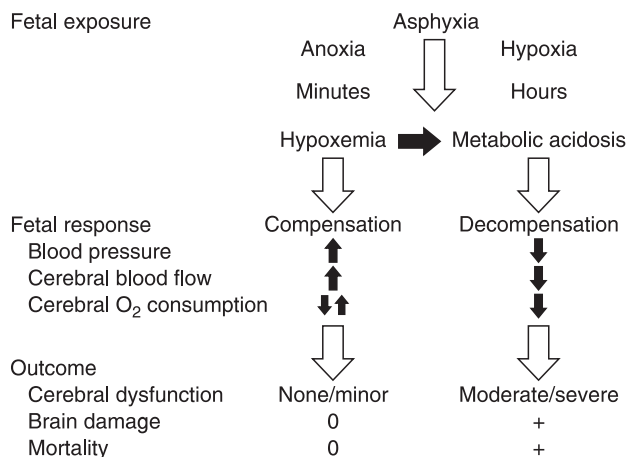 Fetal exposure Asphyxia
Anoxia Hypoxia
Minutes Hours
Hypoxemia Metabolic acidosis
Fetal response Compensation Decompensation
Blood pressure
Cerebral blood flow
Cerebral O₂ consumption
Outcome
Cerebral dysfunction None/minor Moderate/severe
Brain damage 0 +
Mortality 0 +